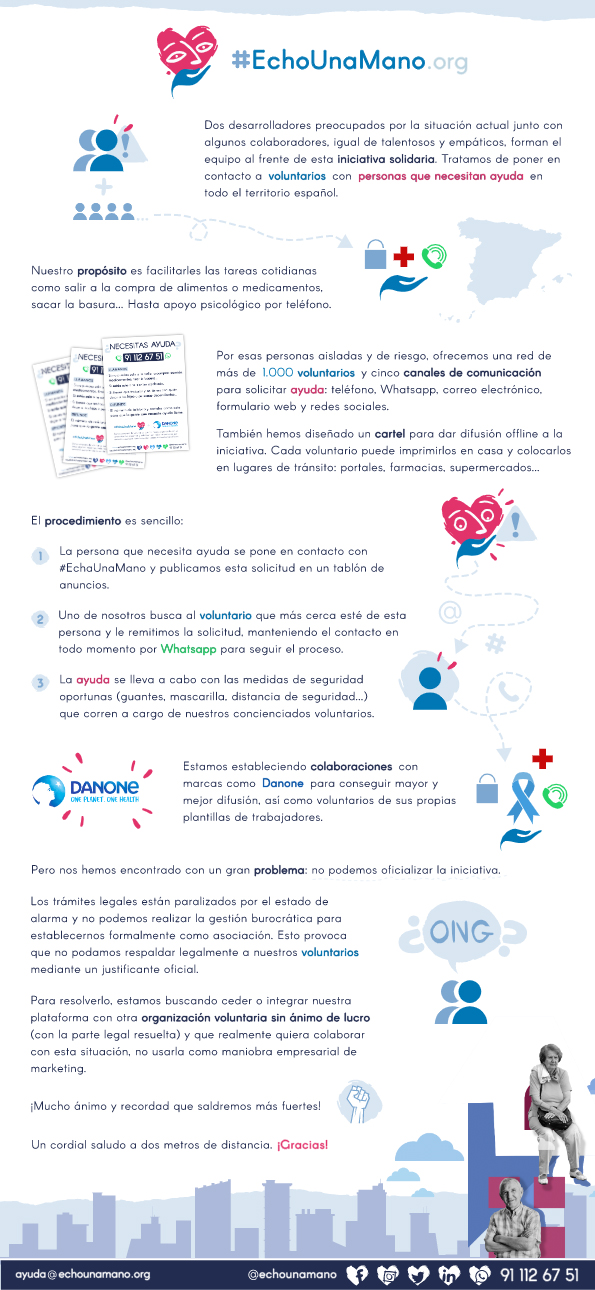 #EchoUnaMano.org
Dos desarrolladores preocupados por la situación actual junto con
algunos colaboradores, igual de talentosos y empáticos, forman el
equipo al frente de esta iniciativa solidaria. Tratamos de poner en
contacto a voluntarios con personas que necesitan ayuda en
todo el territorio español.
Nuestro propósito es facilitarles las tareas cotidianas
como salir a la compra de alimentos o medicamentos,
sacar la basura... Hasta apoyo psicológico por teléfono.
¿NECESITAS AYUDA?
91 112 67 51
DANONE
Por esas personas aisladas y de riesgo, ofrecemos una red de
más de 1.000 voluntarios y cinco canales de comunicación
para solicitar ayuda: teléfono, Whatsapp, correo electrónico,
formulario web y redes sociales.
También hemos diseñado un cartel para dar difusión offline a la
iniciativa. Cada voluntario puede imprimirlos en casa y colocarlos
en lugares de tránsito: portales, farmacias, supermercados...
El procedimiento es sencillo:
1 La persona que necesita ayuda se pone en contacto con
#EchaUnaMano y publicamos esta solicitud en un tablón de
anuncios.
2 Uno de nosotros busca al voluntario que más cerca esté de esta
persona y le remitimos la solicitud, manteniendo el contacto en
todo momento por Whatsapp para seguir el proceso.
3 La ayuda se lleva a cabo con las medidas de seguridad
oportunas (guantes, mascarilla, distancia de seguridad...)
que corren a cargo de nuestros concienciados voluntarios.
@
#
DANONE
ONE PLANET. ONE HEALTH
Estamos estableciendo colaboraciones con
marcas como Danone para conseguir mayor y
mejor difusión, así como voluntarios de sus propias
plantillas de trabajadores.
Pero nos hemos encontrado con un gran problema: no podemos oficializar la iniciativa.
Los trámites legales están paralizados por el estado de
alarma y no podemos realizar la gestión burocrática para
establecernos formalmente como asociación. Esto provoca
que no podamos respaldar legalmente a nuestros voluntarios
mediante un justificante oficial.
¿ONG?
Para resolverlo, estamos buscando ceder o integrar nuestra
plataforma con otra organización voluntaria sin ánimo de lucro
(con la parte legal resuelta) y que realmente quiera colaborar
con esta situación, no usarla como maniobra empresarial de
marketing.
¡Mucho ánimo y recordad que saldremos más fuertes!
Un cordial saludo a dos metros de distancia. ¡Gracias!
ayuda@echounamano.org @echounamano 91 112 67 51